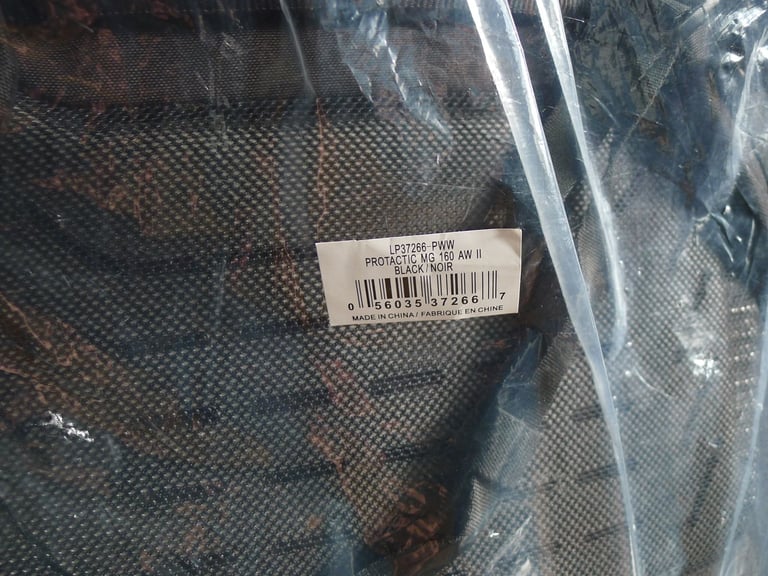 LP37266-PWW
PROTACTIC MG 160 AW II
BLACK/NOIR
0 56035 37266 7
MADE IN CHINA / FABRIQUE EN CHINE